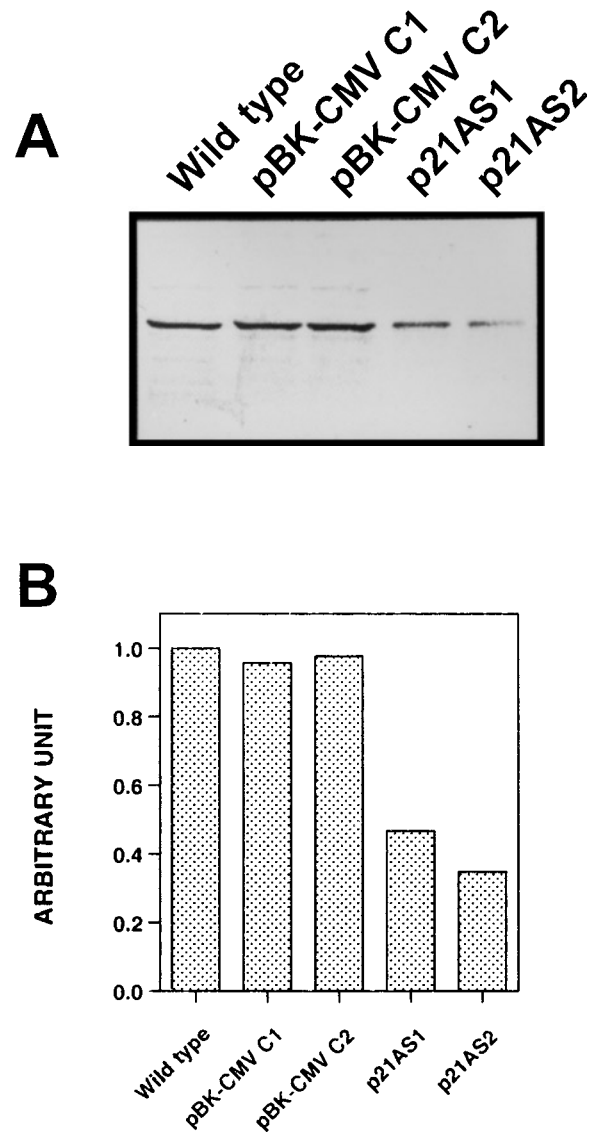 A
Wild type
pBK-CMV C1
pBK-CMV C2
p21AS1
p21AS2
B
ARBITRARY UNIT
1.0
0.8
0.6
0.4
0.2
0.0
Wild type
pBK-CMV C1
pBK-CMV C2
p21AS1
p21AS2